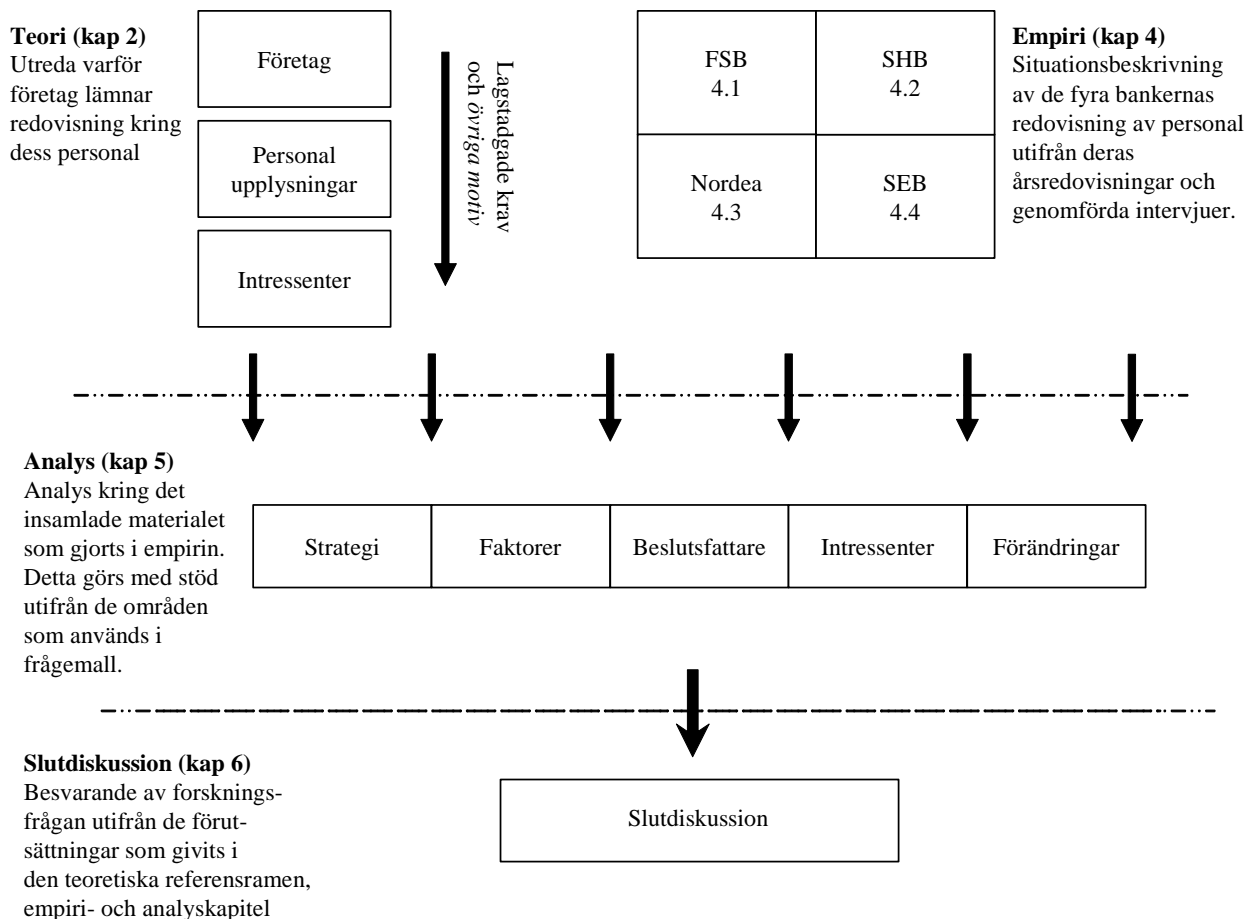 Teori (kap 2)
Utreda varför
företag lämnar
redovisning kring
dess personal
Företag
Personal
upplysningar
Intressenter
Lagstadgade krav
och övriga motiv
FSB
4.1
SHB
4.2
Nordea
4.3
SEB
4.4
Empiri (kap 4)
Situationsbeskrivning
av de fyra bankernas
redovisning av personal
utifrån deras
årsredovisningar och
genomförda intervjuer.
Analys (kap 5)
Analys kring det
insamlade materialet
som gjorts i empirin.
Detta görs med stöd
utifrån de områden
som används i
frågemall.
Strategi
Faktorer
Beslutsfattare
Intressenter
Förändringar
Slutdiskussion (kap 6)
Besvarande av forsknings-
frågan utifrån de förut-
sättningar som givits i
den teoretiska referensramen,
empiri- och analyskapitel
Slutdiskussion